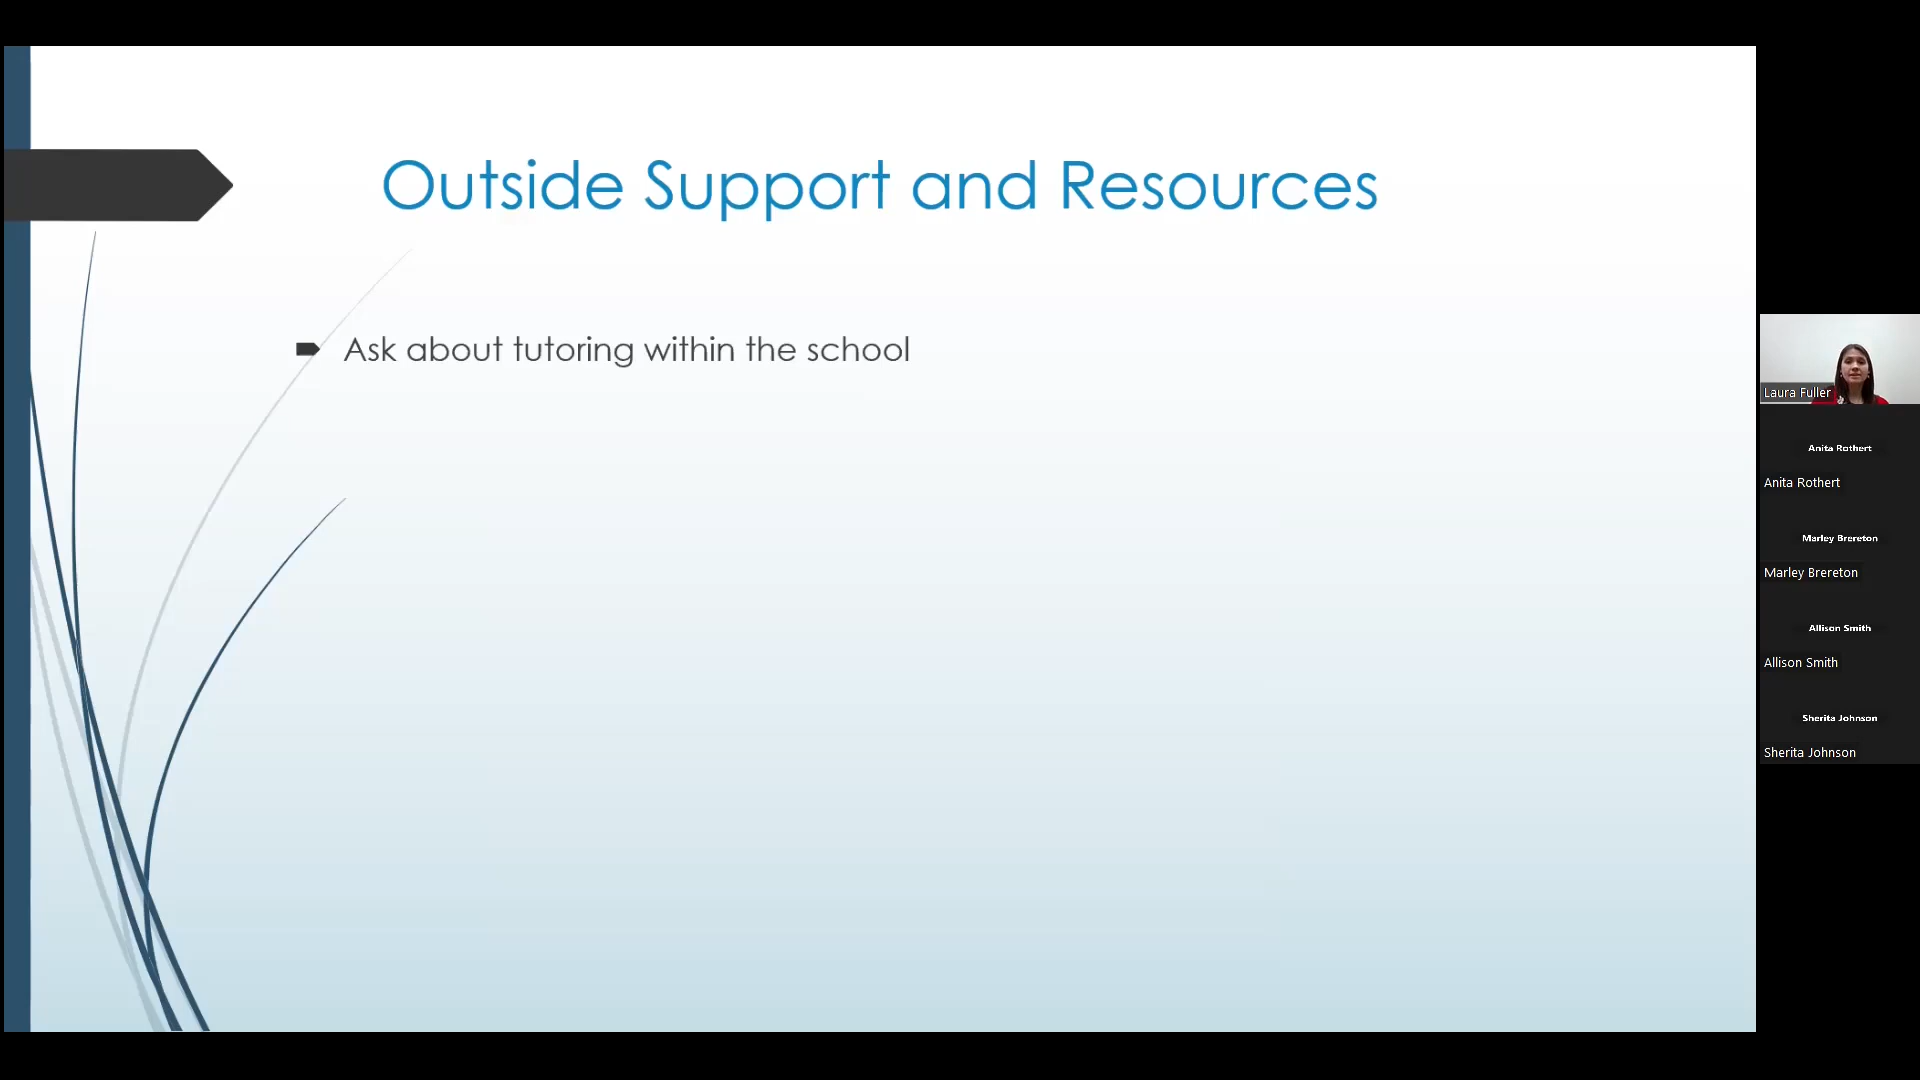 Outside Support and Resources
Ask about tutoring within the school
Laura Fuller
Anita Rothert
Anita Rothert
Marley Brereton
Marley Brereton
Allison Smith
Allison Smith
Sherita Johnson
Sherita Johnson